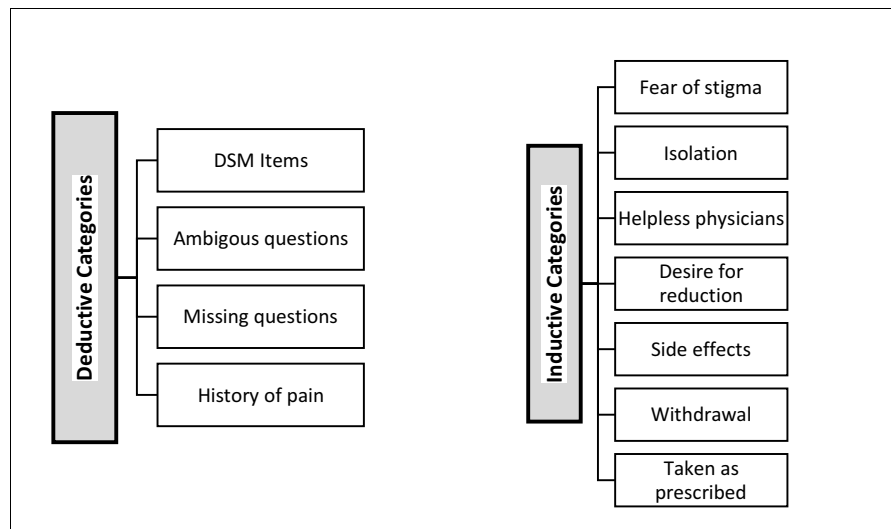 Deductive Categories
DSM Items
Ambigous questions
Missing questions
History of pain
Inductive Categories
Fear of stigma
Isolation
Helpless physicians
Desire for
reduction
Side effects
Withdrawal
Taken as
prescribed